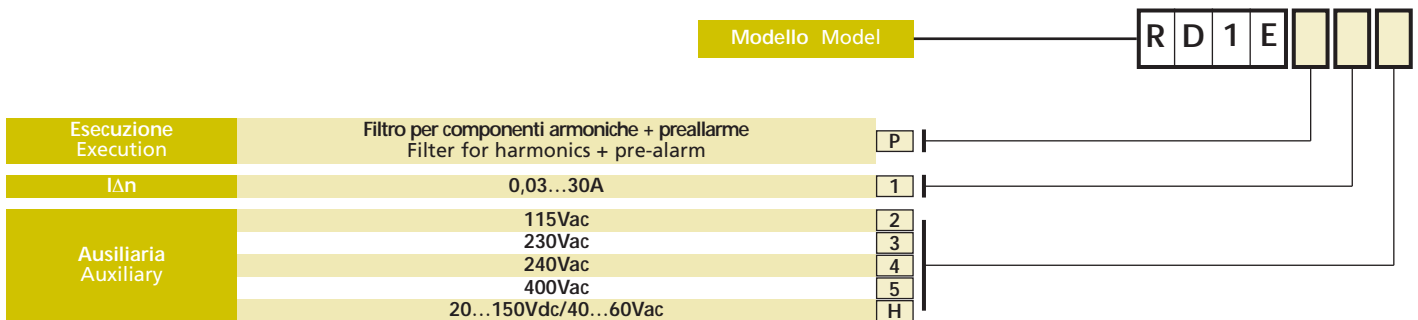 Modello Model R D 1 E
Esecuzione
Execution
Filtro per componenti armoniche + preallarme
Filter for harmonics + pre-alarm
P
I∆n 0,03…30A 1
Ausiliaria
Auxiliary
115Vac 2
230Vac 3
240Vac 4
400Vac 5
20…150Vdc/40…60Vac H